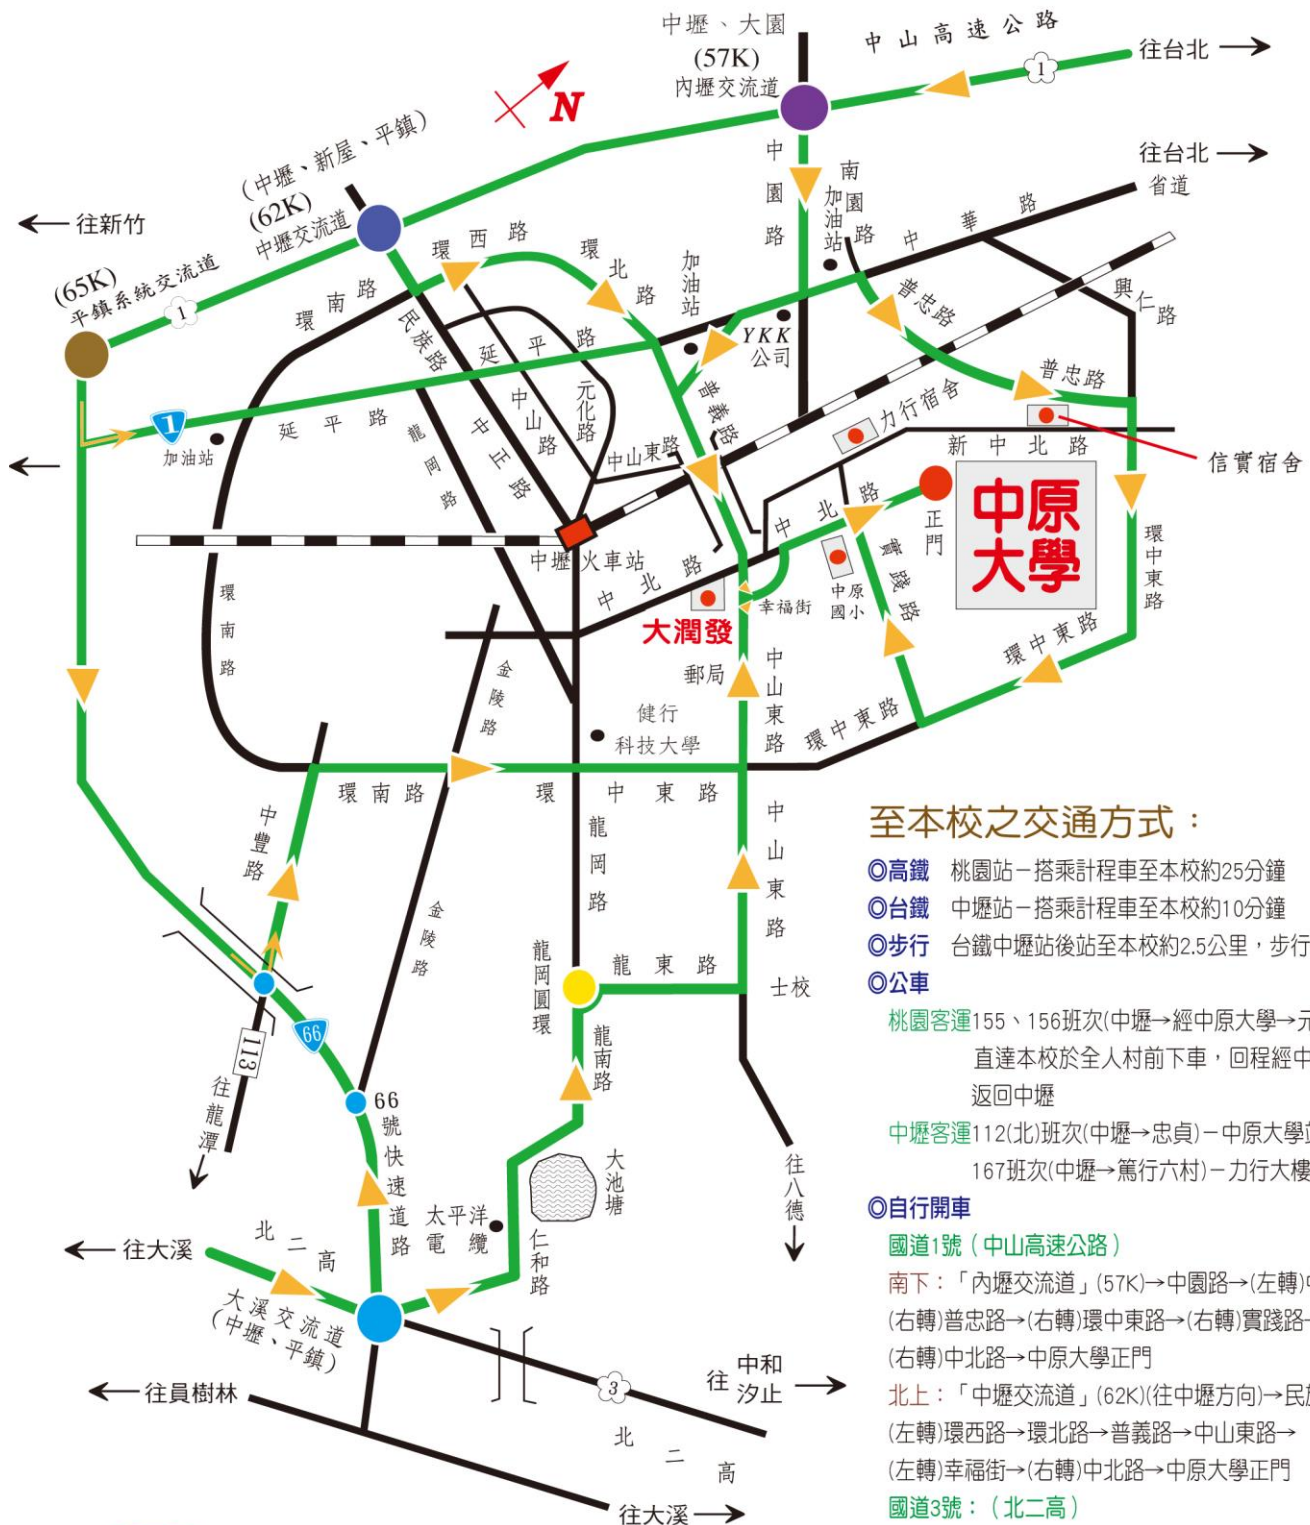 中壢、大園
(57K)
內壢交流道
中山高速公路
1
往台北
N
往台北
省道
(中壢、新屋、平鎮)
(62K)
中壢交流道
往新竹
(65K)
平鎮系統交流道
1
環西路
環北路
加油站
中園路
南園路
加油站
中華路
興仁路
普忠路
普忠路
環南路
民族路
延平路
YKK
公司
元化路
中山路
中正路
普義路
中山東路
力行宿舍
新中北路
信實宿舍
1
加油站
延平路
龍岡路
中壢火車站
中北路
中北路
正門
中原
大學
環中東路
大潤發
幸福街
中原
國小
實踐路
環中東路
環南路
金陵路
郵局
中山東路
健行
科技大學
環中東路
環南路
環中東路
中豐路
龍岡路
中山東路
金陵路
龍岡圓環
龍東路
士校
66
113
往龍潭
66
號快速道路
龍南路
大池塘
太平洋
電纜
仁和路
往八德
往大溪
北二高
大溪交流道
(中壢、平鎮)
往員樹林
3
往
中和
汐止
北二高
往大溪
至本校之交通方式：
◎高鐵 桃園站－搭乘計程車至本校約25分鐘
◎台鐵 中壢站－搭乘計程車至本校約10分鐘
◎步行 台鐵中壢站後站至本校約2.5公里，步行
◎公車
桃園客運155、156班次(中壢→經中原大學→元
直達本校於全人村前下車，回程經中
返回中壢
中壢客運112(北)班次(中壢→忠貞)－中原大學站
167班次(中壢→篤行六村)－力行大樓
◎自行開車
國道1號（中山高速公路）
南下：「內壢交流道」(57K)→中園路→(左轉)中
(右轉)普忠路→(右轉)環中東路→(右轉)實踐路→
(右轉)中北路→中原大學正門
北上：「中壢交流道」(62K)(往中壢方向)→民族
(左轉)環西路→環北路→普義路→中山東路→
(左轉)幸福街→(右轉)中北路→中原大學正門
國道3號：（北二高）